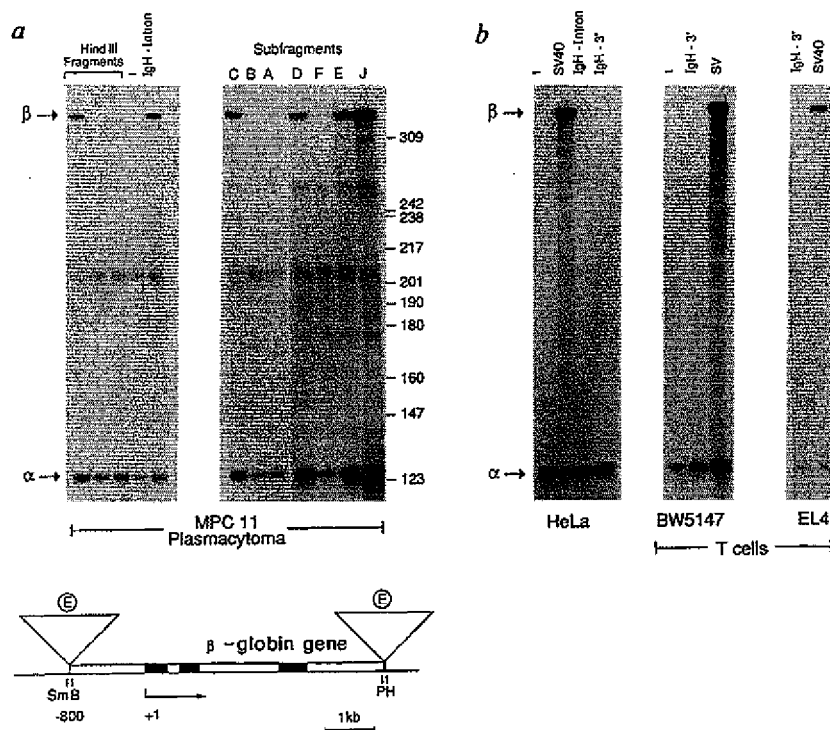 a
Hind III
Fragments
–
IgH - Intron
Subfragments
C B A D F E J
β →
309
242
238
217
201
190
180
160
147
α →
123
MPC 11
Plasmacytoma
b
SV40
IgH - Intron
IgH - 3'
IgH - 3'
SV
IgH - 3'
SV40
β →
α →
HeLa
BW5147
EL4
T cells
E
E
β -globin gene
SmB
PH
-800
+1
1kb